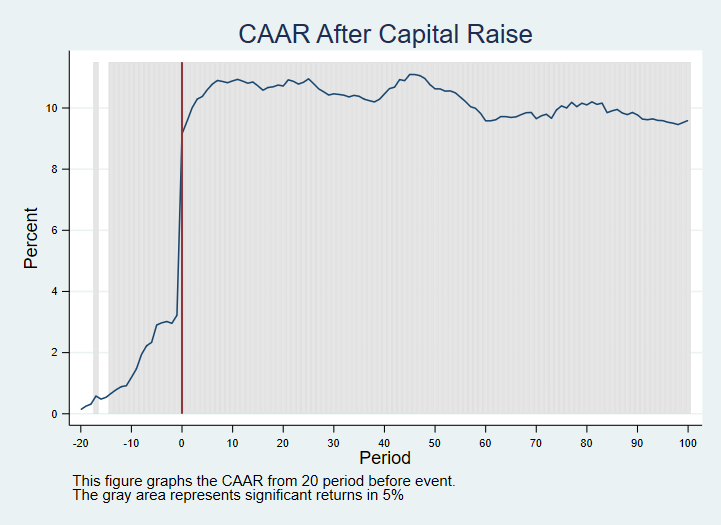 CAAR After Capital Raise
Percent
10
8
6
4
2
0
-20 -10 0 10 20 30 40 50 60 70 80 90 100
Period
This figure graphs the CAAR from 20 period before event.
The gray area represents significant returns in 5%